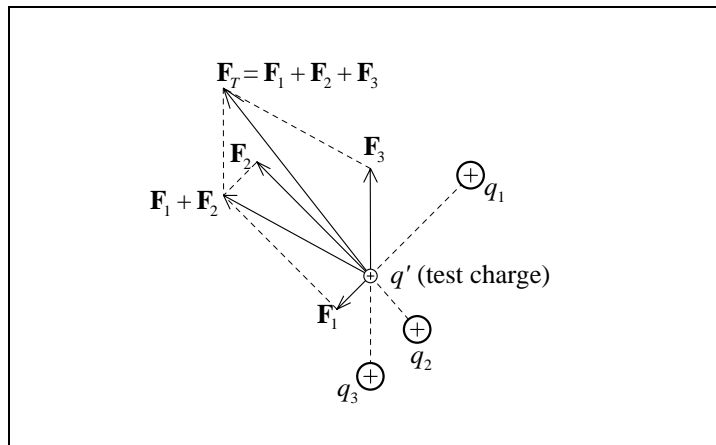 F_T = F_1 + F_2 + F_3
F_3
F_2
q_1
F_1 + F_2
q′ (test charge)
F_1
q_2
q_3